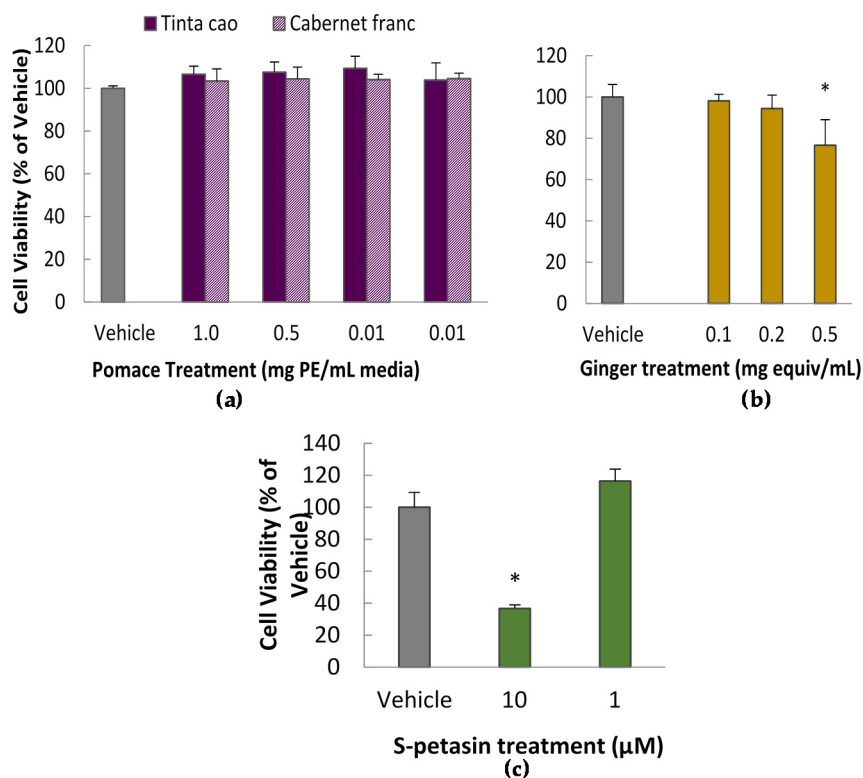 Tinta cao Cabernet franc
Cell Viability (% of Vehicle)
120
100
80
60
40
20
0
Vehicle 1.0 0.5 0.01 0.01
Pomace Treatment (mg PE/mL media)
(a)
120
100
80
60
40
20
0
*
Vehicle 0.1 0.2 0.5
Ginger treatment (mg equiv/mL)
(b)
Cell Viability (% of
Vehicle)
140
120
100
80
60
40
20
0
*
Vehicle 10 1
S-petasin treatment (µM)
(c)